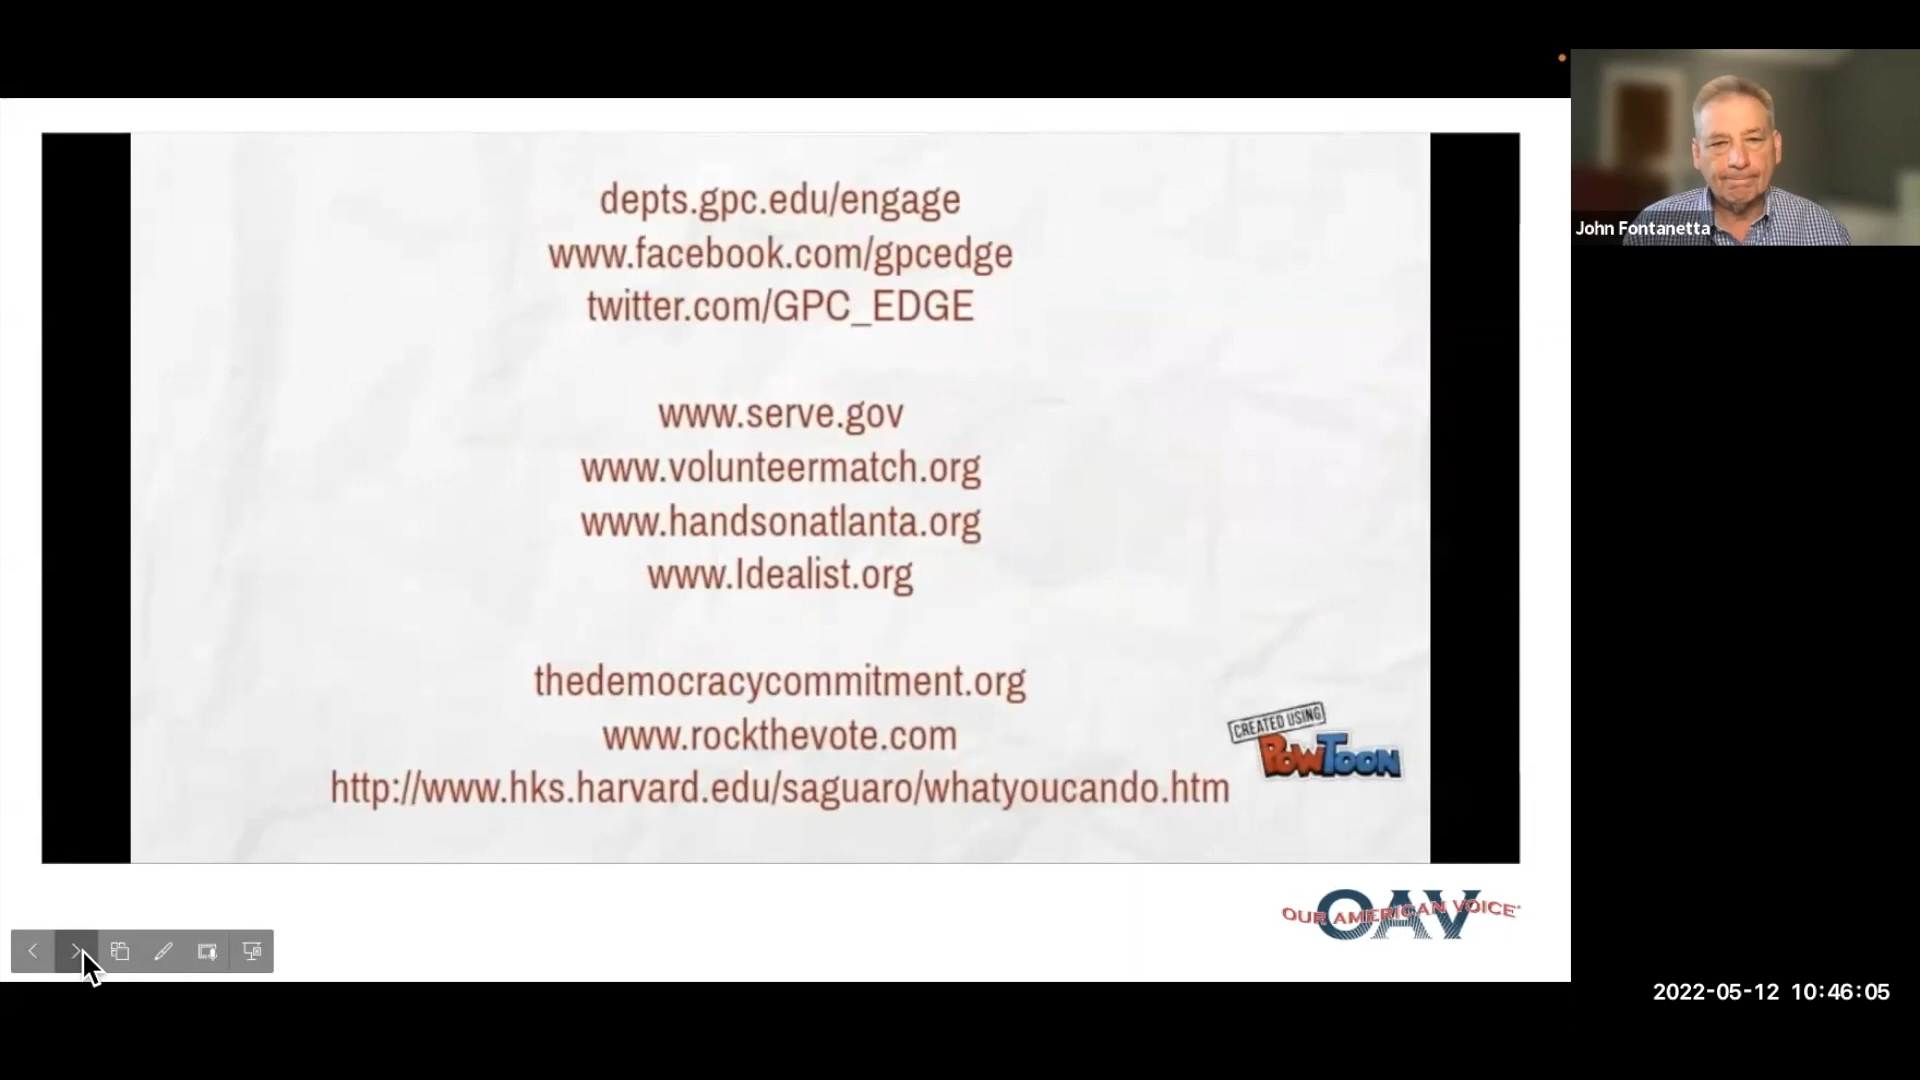 depts.gpc.edu/engage
www.facebook.com/gpcedge
twitter.com/GPC_EDGE
www.serve.gov
www.volunteermatch.org
www.handsonatlanta.org
www.Idealist.org
thedemocracycommitment.org
www.rockthevote.com
http://www.hks.harvard.edu/saguaro/whatyoucando.htm
CREATED USING
POWTOON
John Fontanetta
OAV
OUR AMERICAN VOICE
2022-05-12 10:46:05